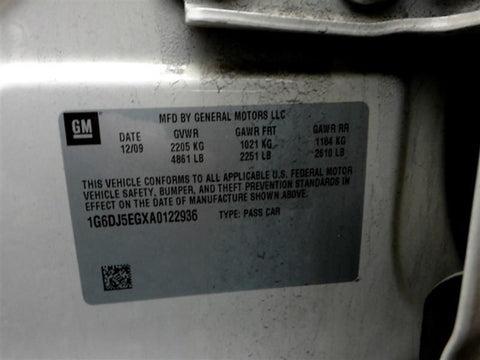 GM
MFD BY GENERAL MOTORS LLC
DATE GVWR GAWR FRT GAWR RR
12/09 2205 KG 1021 KG 1184 KG
4861 LB 2251 LB 2610 LB
THIS VEHICLE CONFORMS TO ALL APPLICABLE U.S. FEDERAL MOTOR
VEHICLE SAFETY, BUMPER, AND THEFT PREVENTION STANDARDS IN
EFFECT ON THE DATE OF MANUFACTURE SHOWN ABOVE.
1G6DJ5EGXA0122936 TYPE: PASS CAR